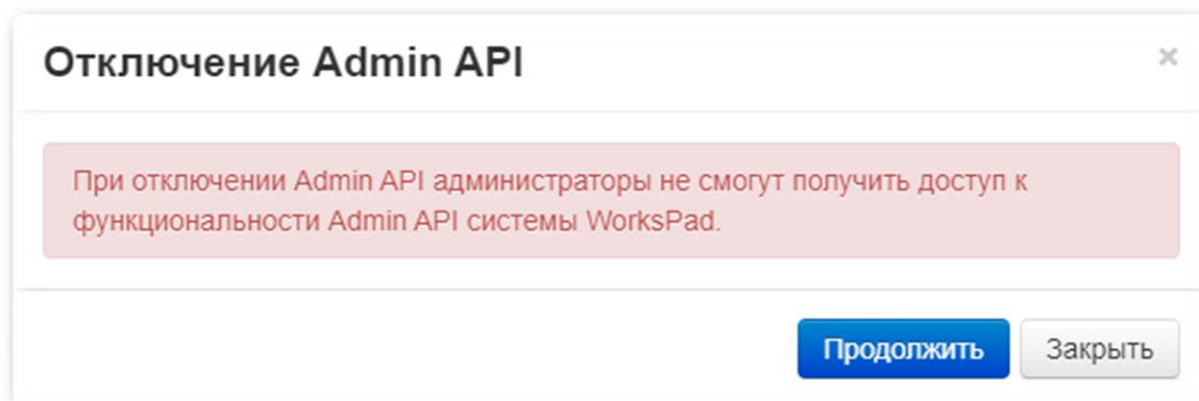 Отключение Admin API
При отключении Admin API администраторы не смогут получить доступ к
функциональности Admin API системы WorksPad.
Продолжить Закрыть